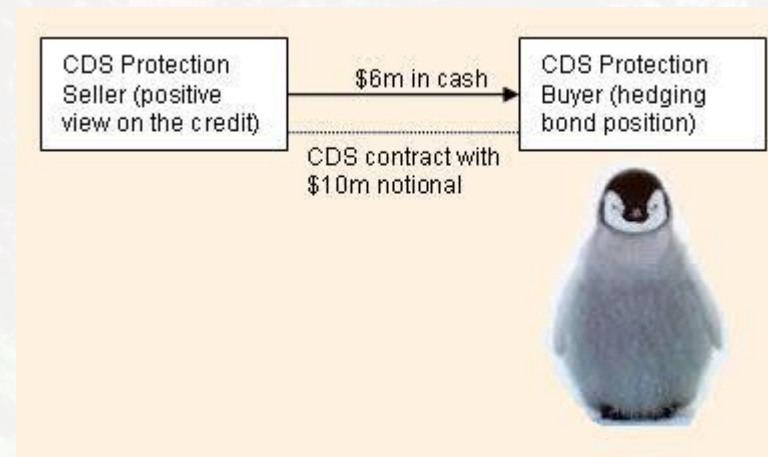 CDS Protection
Seller (positive
view on the credit)
$6m in cash
CDS contract with
$10m notional
CDS Protection
Buyer (hedging
bond position)